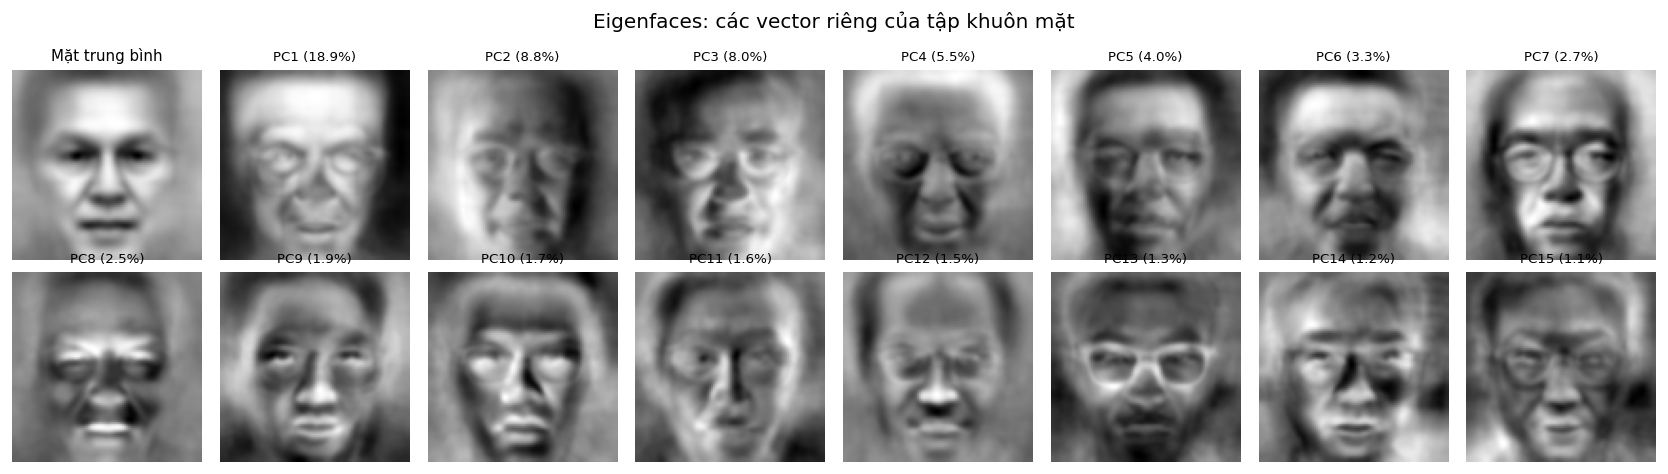 Eigenfaces: các vector riêng của tập khuôn mặt
Mặt trung bình
PC1 (18.9%)
PC2 (8.8%)
PC3 (8.0%)
PC4 (5.5%)
PC5 (4.0%)
PC6 (3.3%)
PC7 (2.7%)
PC8 (2.5%)
PC9 (1.9%)
PC10 (1.7%)
PC11 (1.6%)
PC12 (1.5%)
PC13 (1.3%)
PC14 (1.2%)
PC15 (1.1%)